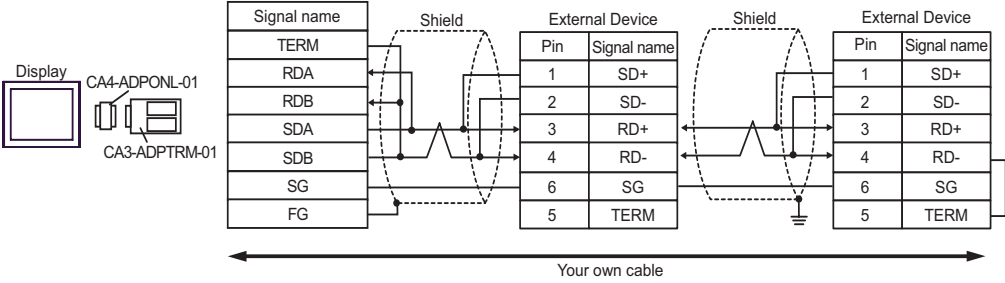 Display
CA4-ADPONL-01
CA3-ADPTRM-01
Signal name
TERM
RDA
RDB
SDA
SDB
SG
FG
Shield
External Device
Pin Signal name
1 SD+
2 SD-
3 RD+
4 RD-
6 SG
5 TERM
Shield
External Device
Pin Signal name
1 SD+
2 SD-
3 RD+
4 RD-
6 SG
5 TERM
Your own cable